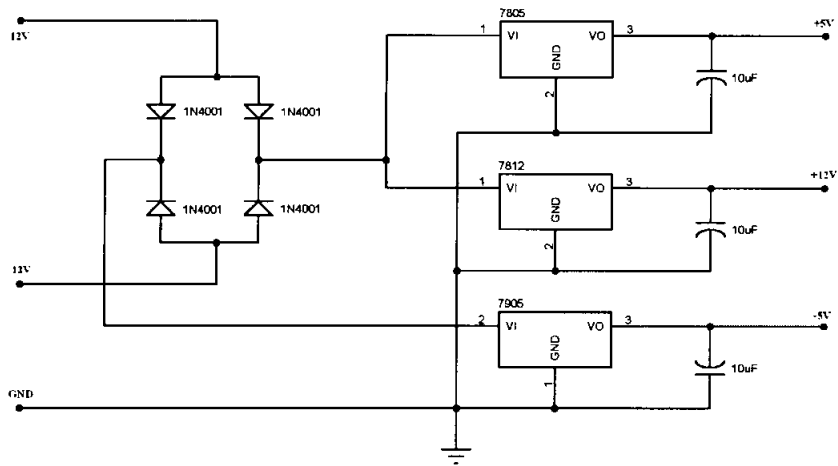 12V
1N4001
1N4001
1N4001
1N4001
12V
GND
7805
1
VI
VO
3
GND
2
+5V
10uF
7812
1
VI
VO
3
GND
2
+12V
10uF
7905
2
VI
VO
3
GND
1
-5V
10uF